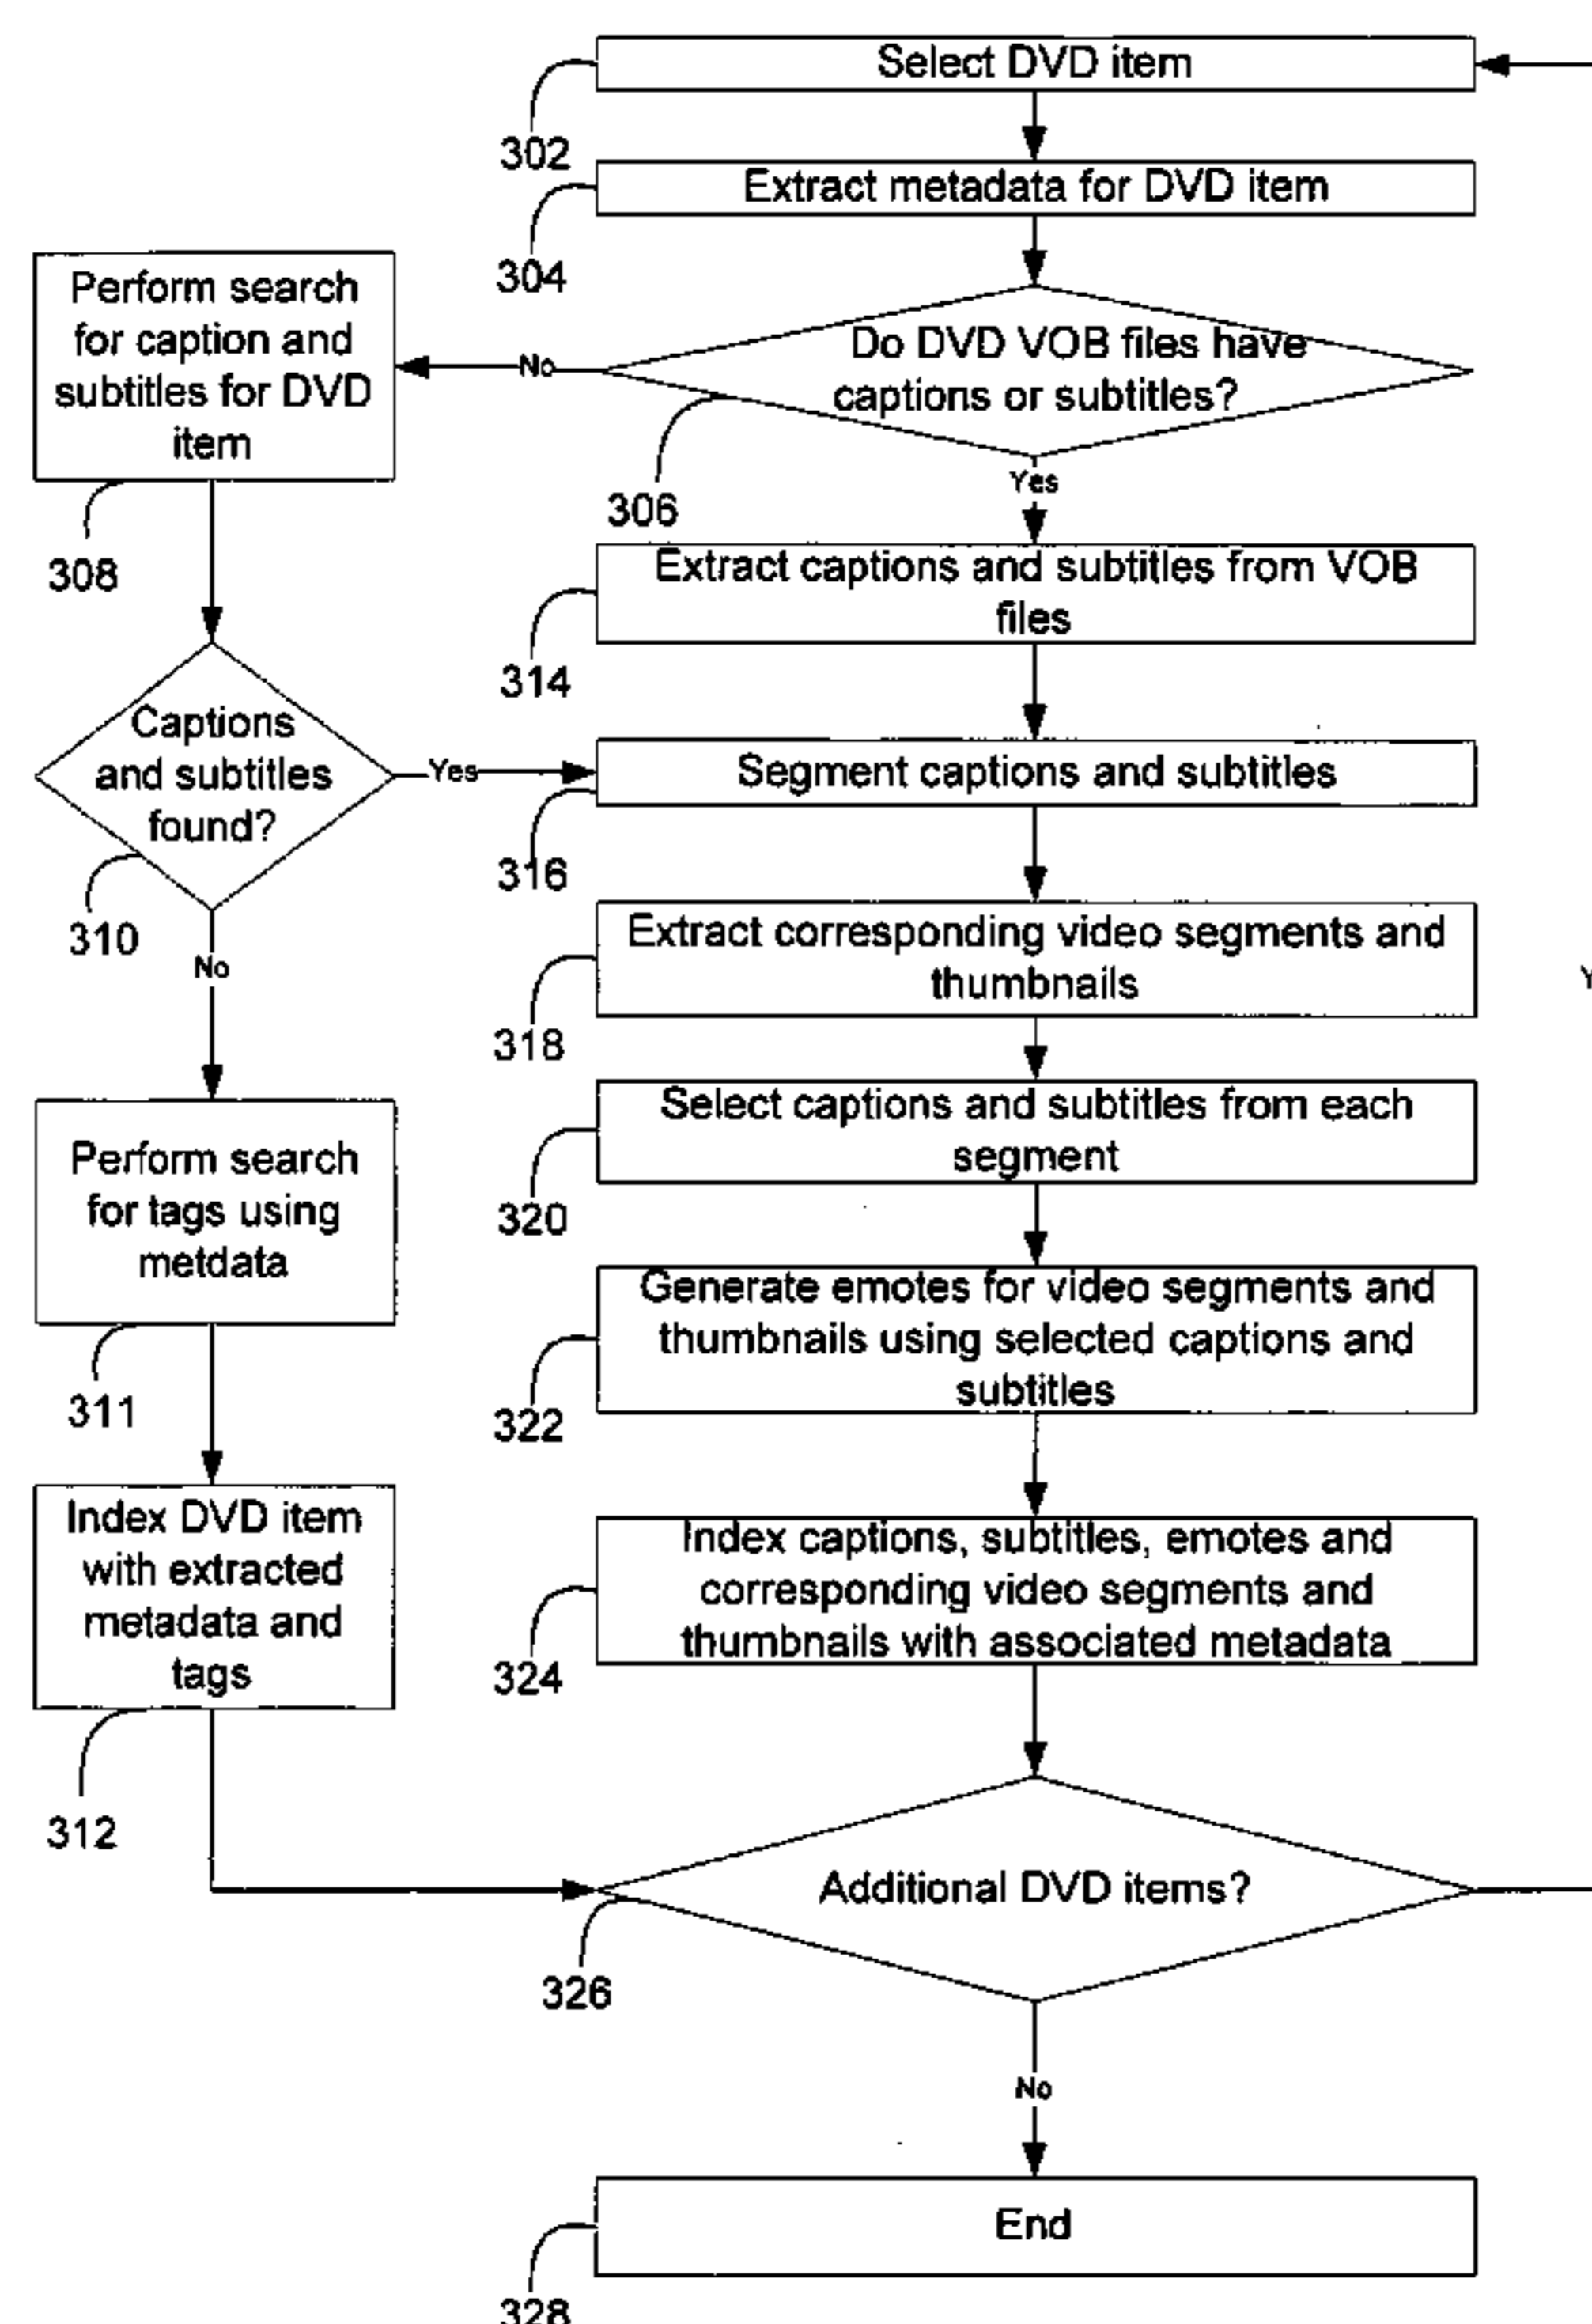 Select DVD item
302
Extract metadata for DVD item
304
Do DVD VOB files have
captions or subtitles?
306
No
Yes
Perform search
for caption and
subtitles for DVD
item
308
Extract captions and subtitles from VOB
files
314
Captions
and subtitles
found?
310
Yes
No
Segment captions and subtitles
316
Extract corresponding video segments and
thumbnails
318
Select captions and subtitles from each
segment
320
Perform search
for tags using
metdata
311
Generate emotes for video segments and
thumbnails using selected captions and
subtitles
322
Index DVD item
with extracted
metadata and
tags
312
Index captions, subtitles, emotes and
corresponding video segments and
thumbnails with associated metadata
324
Additional DVD items?
326
No
End
328